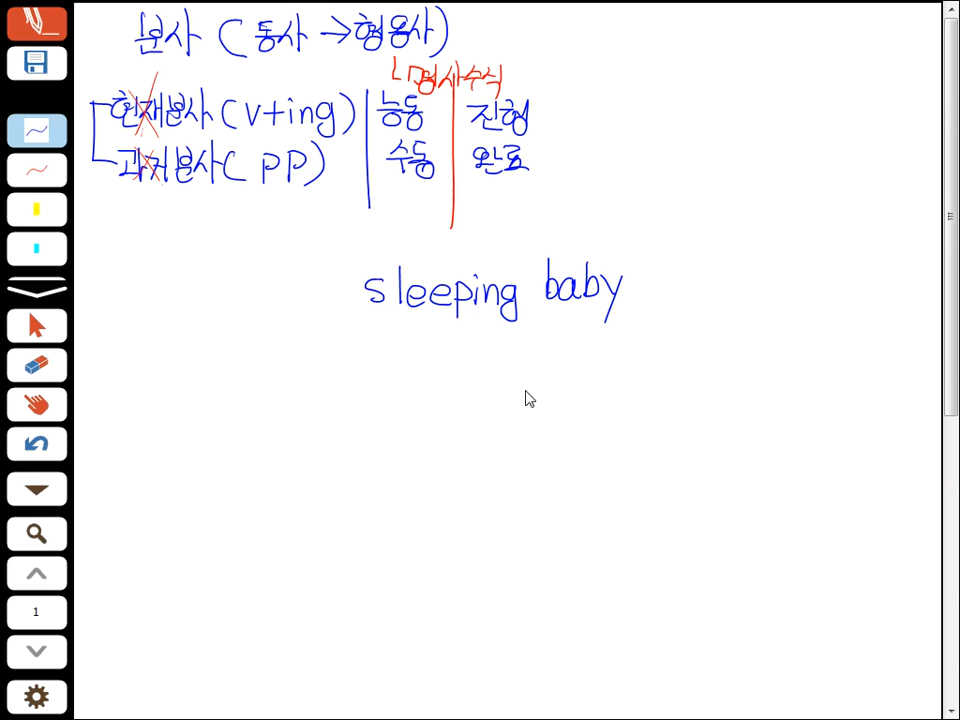 분사 ( 동사 → 형용사 )
ㄴ명사수식
현재분사 ( v+ing ) 능동 진행
과거분사 ( pp ) 수동 완료
sleeping baby
1